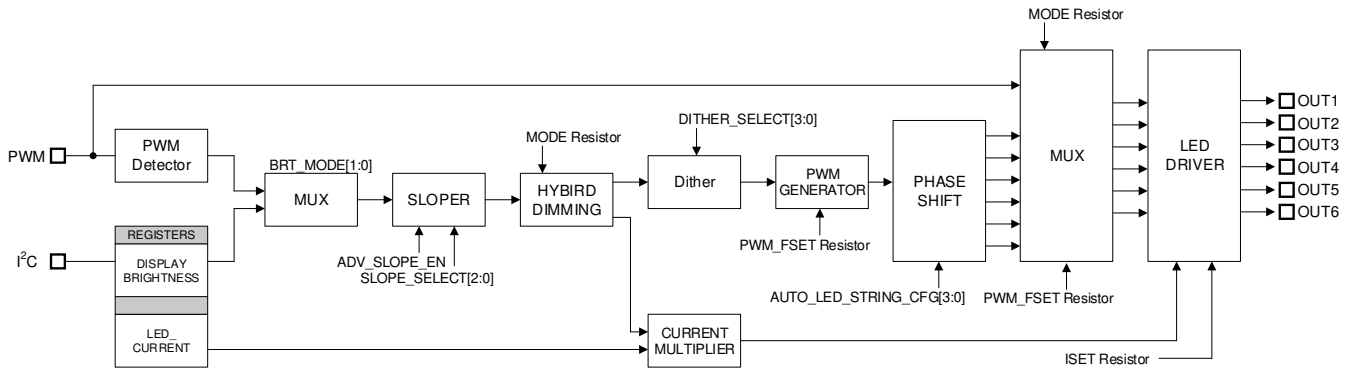 MODE Resistor
OUT1
OUT2
OUT3
OUT4
OUT5
OUT6
PWM
PWM
Detector
BRT_MODE[1:0]
MUX
SLOPER
ADV_SLOPE_EN
SLOPE_SELECT[2:0]
MODE Resistor
HYBIRD
DIMMING
DITHER_SELECT[3:0]
Dither
PWM
GENERATOR
PWM_FSET Resistor
PHASE
SHIFT
AUTO_LED_STRING_CFG[3:0]
MUX
PWM_FSET Resistor
LED
DRIVER
I²C
REGISTERS
DISPLAY
BRIGHTNESS
LED_
CURRENT
CURRENT
MULTIPLIER
ISET Resistor